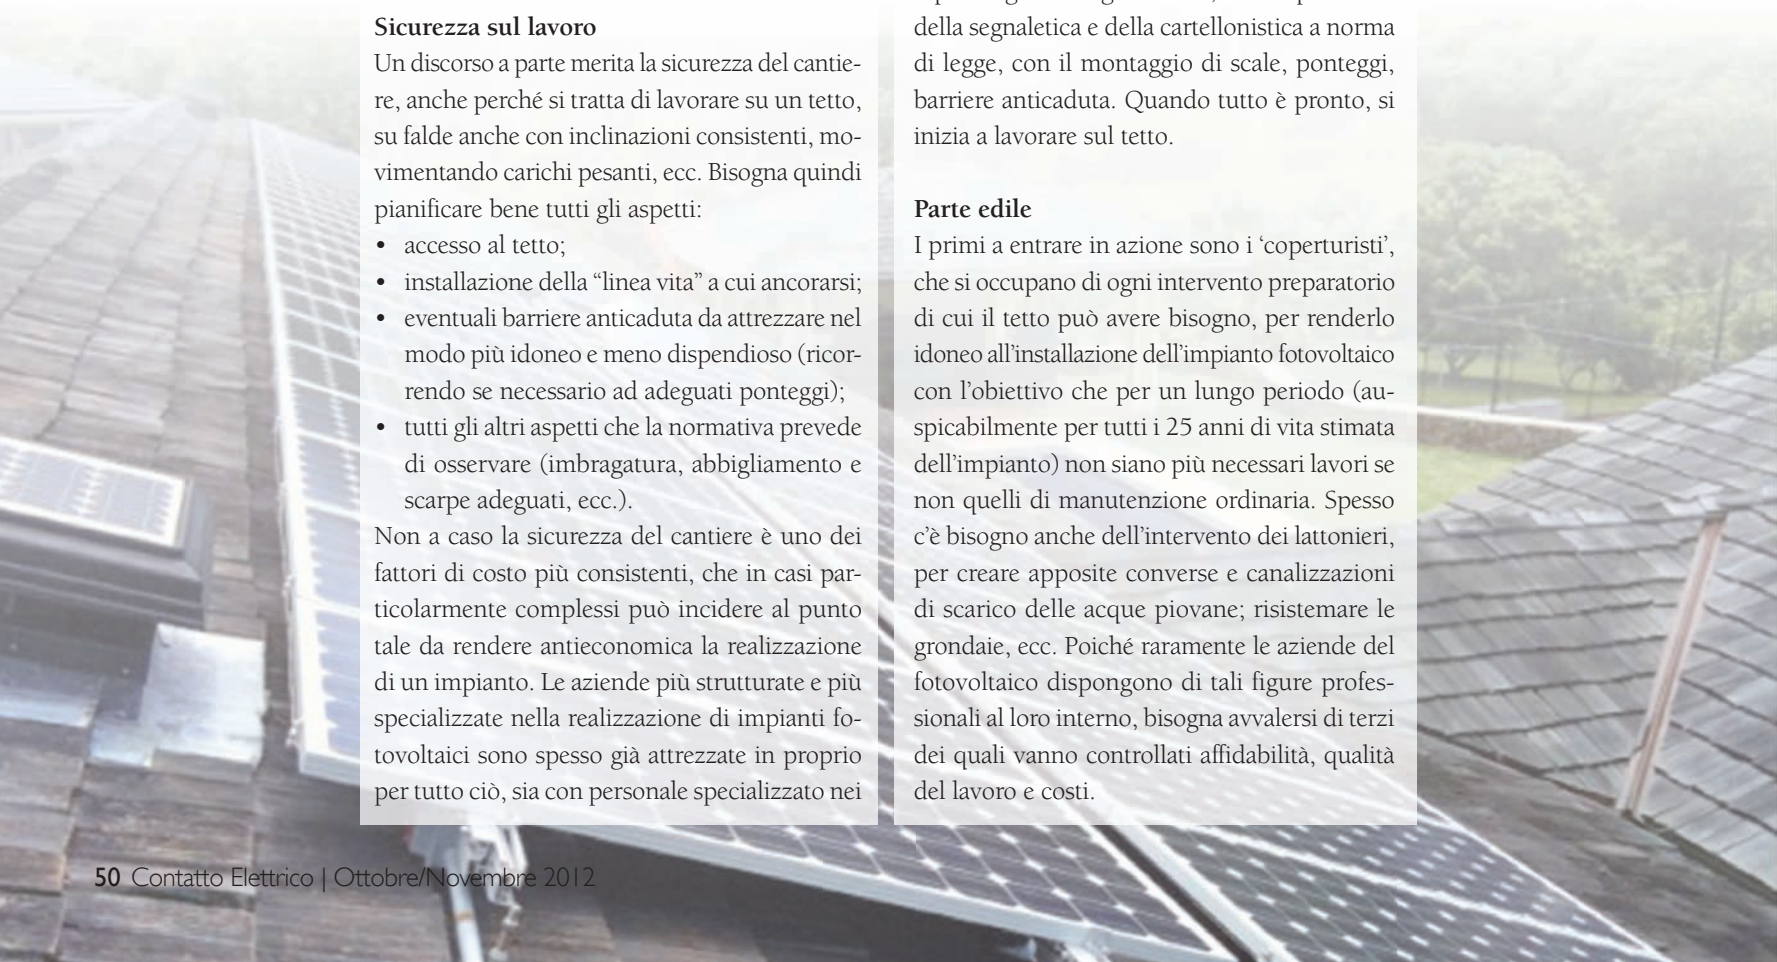 Sicurezza sul lavoro
Un discorso a parte merita la sicurezza del cantie-
re, anche perché si tratta di lavorare su un tetto,
su falde anche con inclinazioni consistenti, mo-
vimentando carichi pesanti, ecc. Bisogna quindi
pianificare bene tutti gli aspetti:
• accesso al tetto;
• installazione della “linea vita” a cui ancorarsi;
• eventuali barriere anticaduta da attrezzare nel
modo più idoneo e meno dispendioso (ricor-
rendo se necessario ad adeguati ponteggi);
• tutti gli altri aspetti che la normativa prevede
di osservare (imbragatura, abbigliamento e
scarpe adeguati, ecc.).
Non a caso la sicurezza del cantiere è uno dei
fattori di costo più consistenti, che in casi par-
ticolarmente complessi può incidere al punto
tale da rendere antieconomica la realizzazione
di un impianto. Le aziende più strutturate e più
specializzate nella realizzazione di impianti fo-
tovoltaici sono spesso già attrezzate in proprio
per tutto ciò, sia con personale specializzato nei
della segnaletica e della cartellonistica a norma
di legge, con il montaggio di scale, ponteggi,
barriere anticaduta. Quando tutto è pronto, si
inizia a lavorare sul tetto.
Parte edile
I primi a entrare in azione sono i ‘coperturisti’,
che si occupano di ogni intervento preparatorio
di cui il tetto può avere bisogno, per renderlo
idoneo all’installazione dell’impianto fotovoltaico
con l’obiettivo che per un lungo periodo (au-
spicabilmente per tutti i 25 anni di vita stimata
dell’impianto) non siano più necessari lavori se
non quelli di manutenzione ordinaria. Spesso
c’è bisogno anche dell’intervento dei lattonieri,
per creare apposite converse e canalizzazioni
di scarico delle acque piovane; risistemare le
grondaie, ecc. Poiché raramente le aziende del
fotovoltaico dispongono di tali figure profes-
sionali al loro interno, bisogna avvalersi di terzi
dei quali vanno controllati affidabilità, qualità
del lavoro e costi.
50 Contatto Elettrico | Ottobre/Novembre 2012